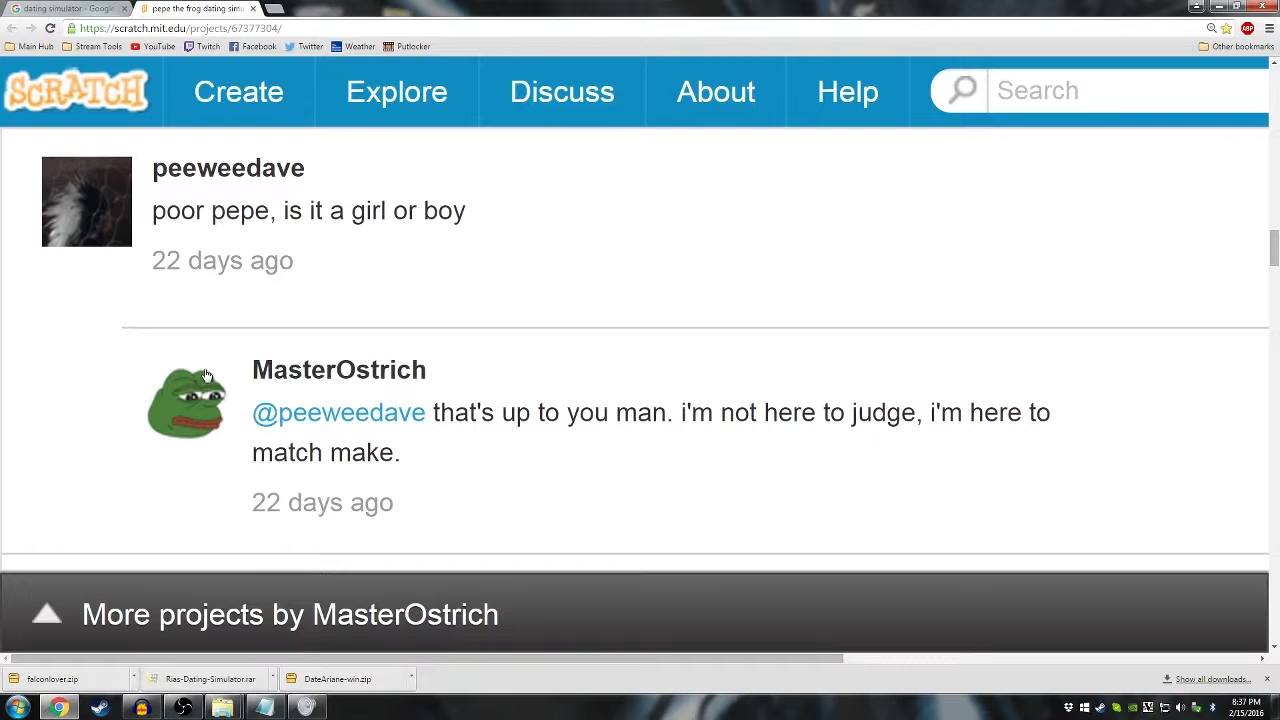 dating simulator - Google
pepe the frog dating simu
https://scratch.mit.edu/projects/67377304/
ABP
Main Hub
Stream Tools
YouTube
Twitch
Facebook
Twitter
Weather
Putlocker
Other bookmarks
SCRATCH
Create
Explore
Discuss
About
Help
Search
peeweedave
poor pepe, is it a girl or boy
22 days ago
MasterOstrich
@peeweedave that's up to you man. i'm not here to judge, i'm here to
match make.
22 days ago
More projects by MasterOstrich
falconlover.zip
Rias-Dating-Simulator.rar
DateAriane-win.zip
Show all downloads...
8:37 PM
2/15/2016